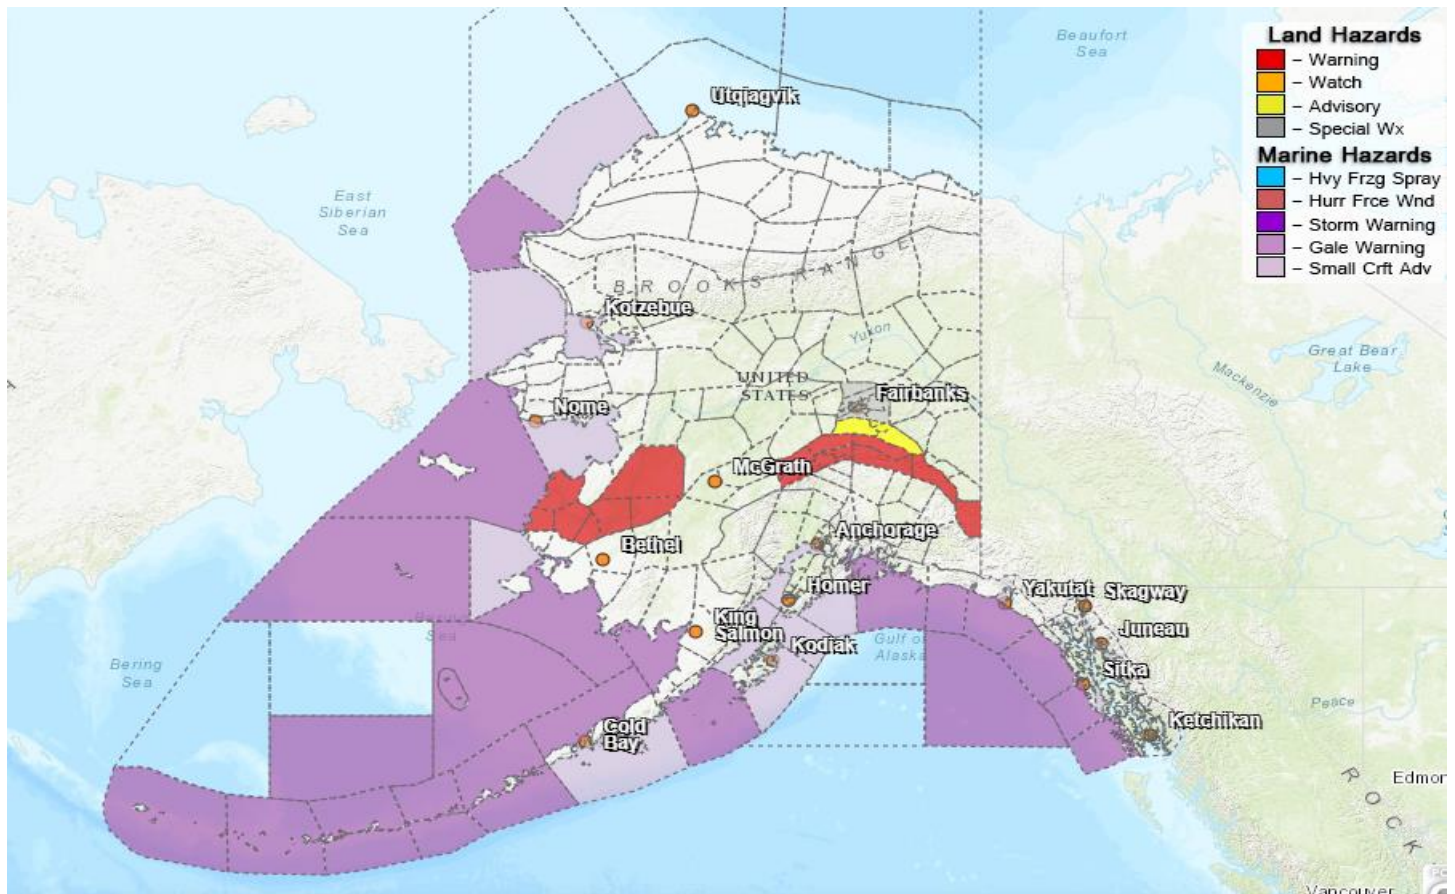 Beaufort
Sea
Land Hazards
– Warning
– Watch
– Advisory
– Special Wx
Marine Hazards
– Hvy Frzg Spray
– Hurr Frce Wnd
– Storm Warning
– Gale Warning
– Small Crft Adv
Utqiagvik
East
Siberian
Sea
BROOKS RANGE
Kotzebue
Yukon
Great Bear
Lake
Mackenzie
UNITED
STATES
Fairbanks
Nome
McGrath
Anchorage
Bethel
Homer
Yakutat
Skagway
King
Salmon
Juneau
Sea
Gulf of
Alaska
Kodiak
Bering
Sea
Sitka
Peace
Ketchikan
Cold
Bay
ROCK
Edmor
Vancouver